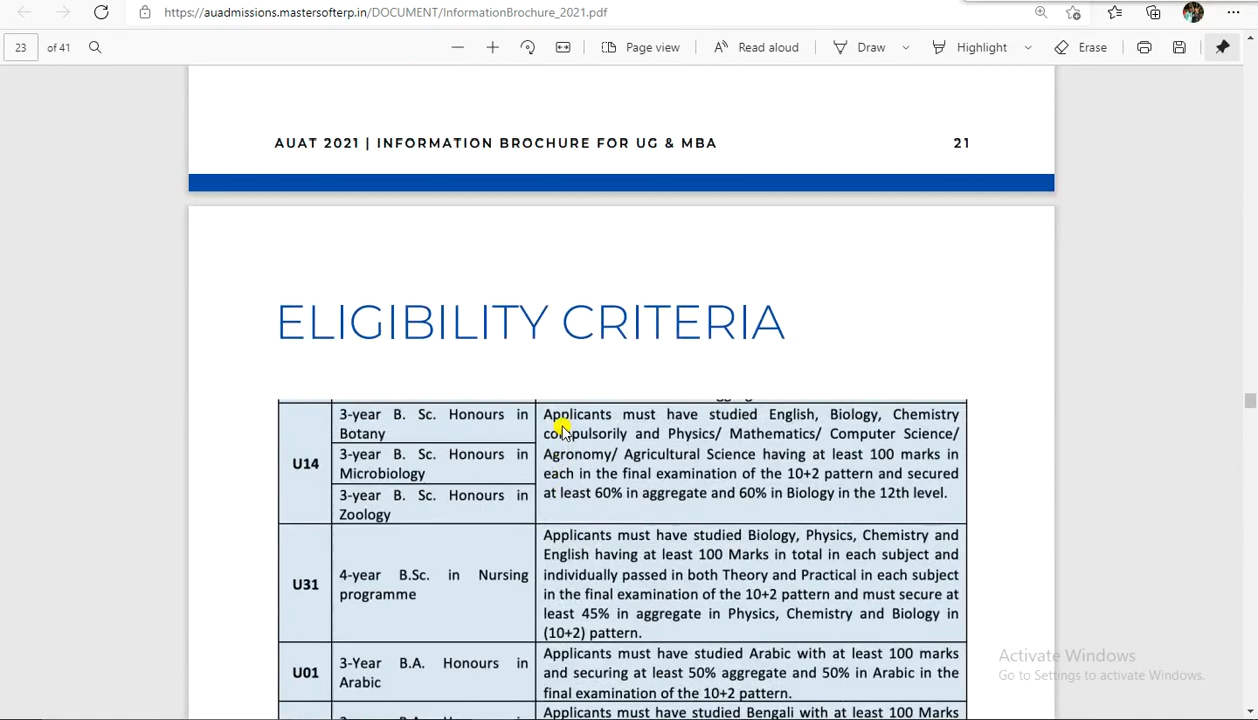 https://auadmissions.mastersofterp.in/DOCUMENT/InformationBrochure_2021.pdf
23 of 41
Page view
Read aloud
Draw
Highlight
Erase
AUAT 2021 | INFORMATION BROCHURE FOR UG & MBA 21
ELIGIBILITY CRITERIA
U14
3-year B. Sc. Honours in
Botany
3-year B. Sc. Honours in
Microbiology
3-year B. Sc. Honours in
Zoology
Applicants must have studied English, Biology, Chemistry
compulsorily and Physics/ Mathematics/ Computer Science/
Agronomy/ Agricultural Science having at least 100 marks in
each in the final examination of the 10+2 pattern and secured
at least 60% in aggregate and 60% in Biology in the 12th level.
U31
4-year B.Sc. in Nursing
programme
Applicants must have studied Biology, Physics, Chemistry and
English having at least 100 Marks in total in each subject and
individually passed in both Theory and Practical in each subject
in the final examination of the 10+2 pattern and must secure at
least 45% in aggregate in Physics, Chemistry and Biology in
(10+2) pattern.
U01
3-Year B.A. Honours in
Arabic
Applicants must have studied Arabic with at least 100 marks
and securing at least 50% aggregate and 50% in Arabic in the
final examination of the 10+2 pattern.
Applicants must have studied Bengali with at least 100 Marks
Activate Windows
Go to Settings to activate Windows.